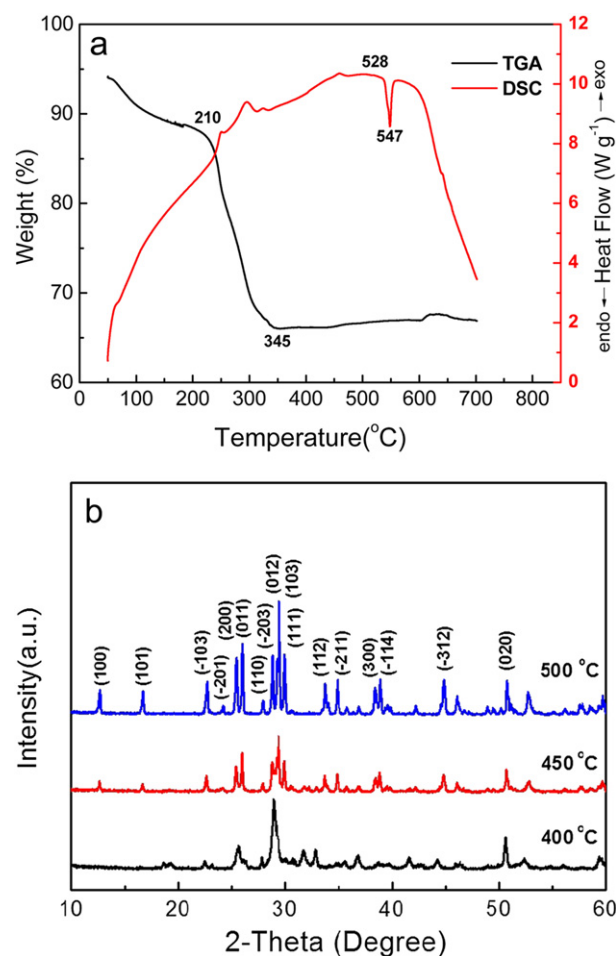 a
TGA
DSC
210
345
528
547
100
90
80
70
60
Weight (%)
12
10
8
6
4
2
0
endo ← Heat Flow (W g⁻¹) → exo
0 100 200 300 400 500 600 700 800
Temperature(°C)
b
(100)
(101)
(-103)
(-201)
(200)
(011)
(110)
(-203)
(012)
(103)
(111)
(112)
(-211)
(300)
(-114)
(-312)
(020)
500 °C
450 °C
400 °C
Intensity(a.u.)
10 20 30 40 50 60
2-Theta (Degree)